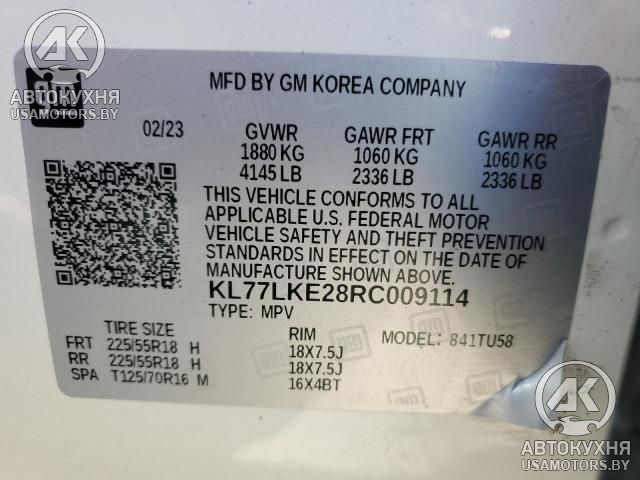 АК
АВТОКУХНЯ
USAMOTORS.BY
gm
MFD BY GM KOREA COMPANY
02/23
GVWR
1880 KG
4145 LB
GAWR FRT
1060 KG
2336 LB
GAWR RR
1060 KG
2336 LB
THIS VEHICLE CONFORMS TO ALL
APPLICABLE U.S. FEDERAL MOTOR
VEHICLE SAFETY AND THEFT PREVENTION
STANDARDS IN EFFECT ON THE DATE OF
MANUFACTURE SHOWN ABOVE.
KL77LKE28RC009114
TYPE: MPV
MODEL: 841TU58
TIRE SIZE
RIM
FRT 225/55R18 H 18X7.5J
RR 225/55R18 H 18X7.5J
SPA T125/70R16 M 16X4BT
АК
АВТОКУХНЯ
USAMOTORS.BY